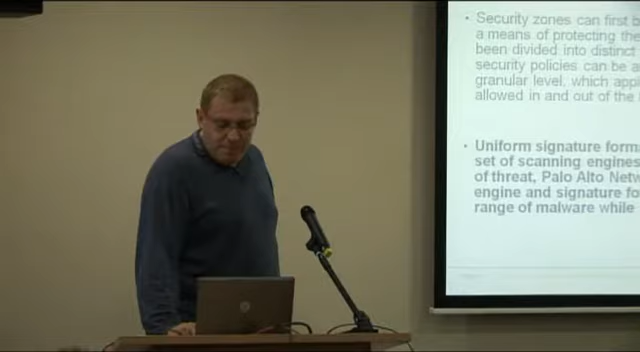 • Security zones can first b
a means of protecting the
been divided into distinct
security policies can be a
granular level, which appl
allowed in and out of the
• Uniform signature forma
set of scanning engines
of threat, Palo Alto Netw
engine and signature fo
range of malware while
hp